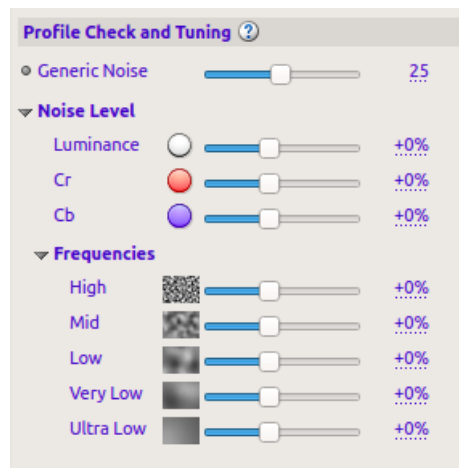 Profile Check and Tuning ?
Generic Noise 25
Noise Level
Luminance +0%
Cr +0%
Cb +0%
Frequencies
High +0%
Mid +0%
Low +0%
Very Low +0%
Ultra Low +0%